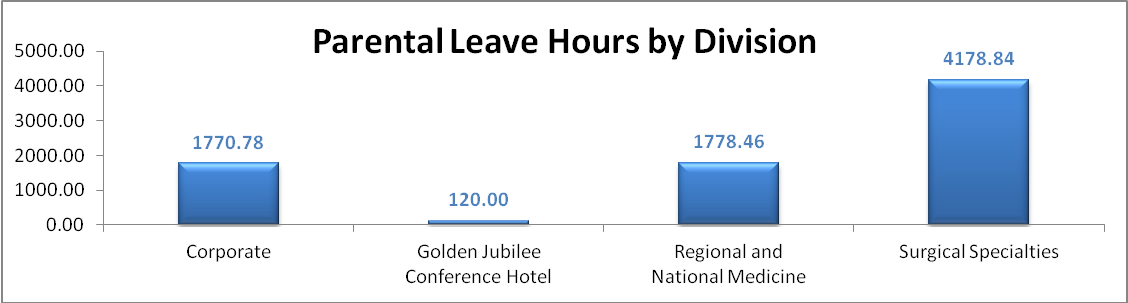 Parental Leave Hours by Division
5000.00
4000.00
3000.00
2000.00
1000.00
0.00
1770.78
120.00
1778.46
4178.84
Corporate
Golden Jubilee
Conference Hotel
Regional and
National Medicine
Surgical Specialties